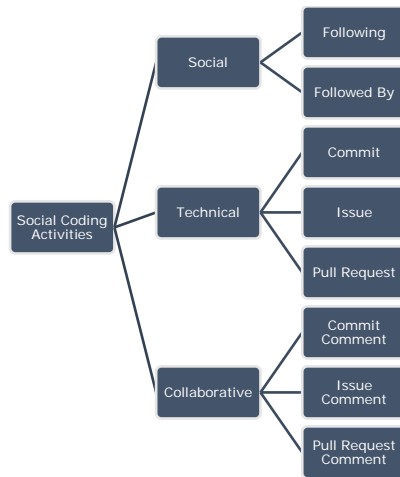 Following
Social
Followed By
Commit
Social Coding
Activities
Technical
Issue
Pull Request
Commit
Comment
Collaborative
Issue
Comment
Pull Request
Comment